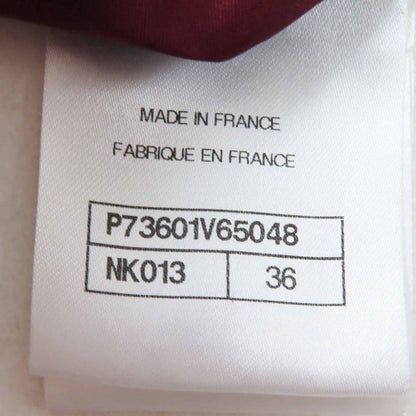 MADE IN FRANCE
FABRIQUE EN FRANCE
P73601V65048
NK013 36